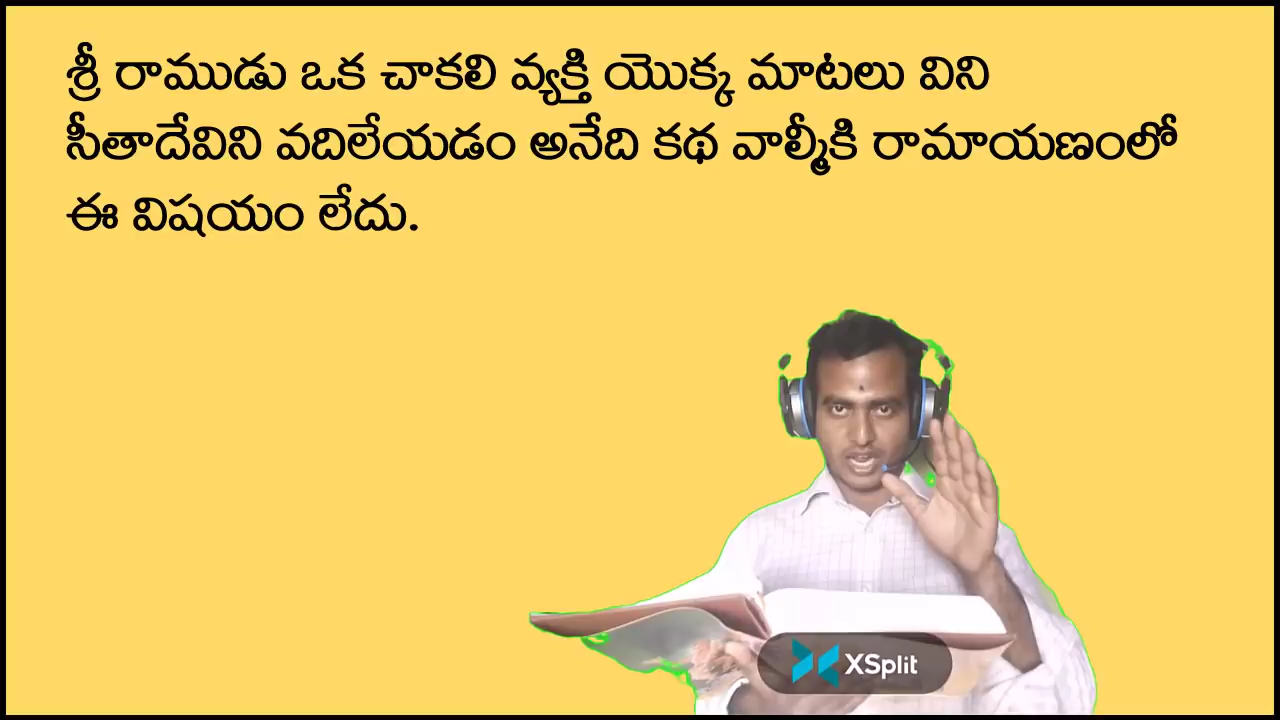 శ్రీ రాముడు ఒక చాకలి వ్యక్తి యొక్క మాటలు విని
సీతాదేవిని వదిలేయడం అనేది కథ వాల్మీకి రామాయణంలో
ఈ విషయం లేదు.
XSplit